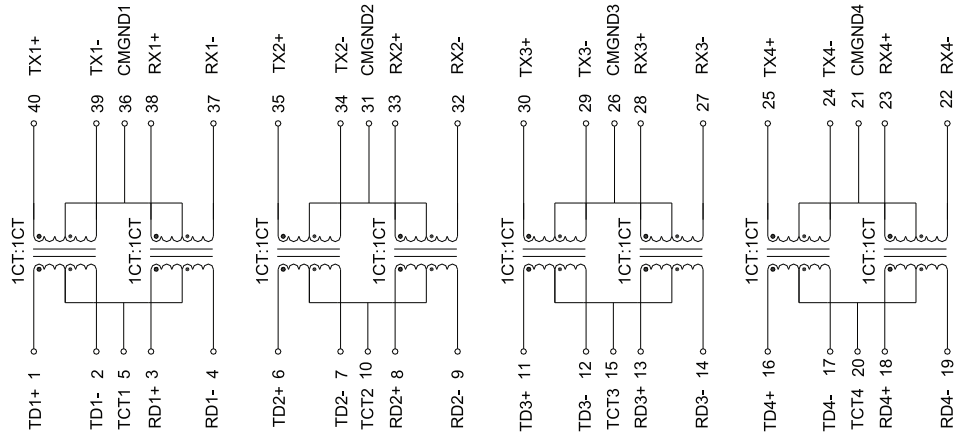 TX1+ TX1- CMGND1 RX1+ RX1- TX2+ TX2- CMGND2 RX2+ RX2- TX3+ TX3- CMGND3 RX3+ RX3- TX4+ TX4- CMGND4 RX4+ RX4-
40 39 36 38 37 35 34 31 33 32 30 29 26 28 27 25 24 21 23 22
1CT:1CT 1CT:1CT 1CT:1CT 1CT:1CT 1CT:1CT 1CT:1CT 1CT:1CT 1CT:1CT
1 2 5 3 4 6 7 10 8 9 11 12 15 13 14 16 17 20 18 19
TD1+ TD1- TCT1 RD1+ RD1- TD2+ TD2- TCT2 RD2+ RD2- TD3+ TD3- TCT3 RD3+ RD3- TD4+ TD4- TCT4 RD4+ RD4-